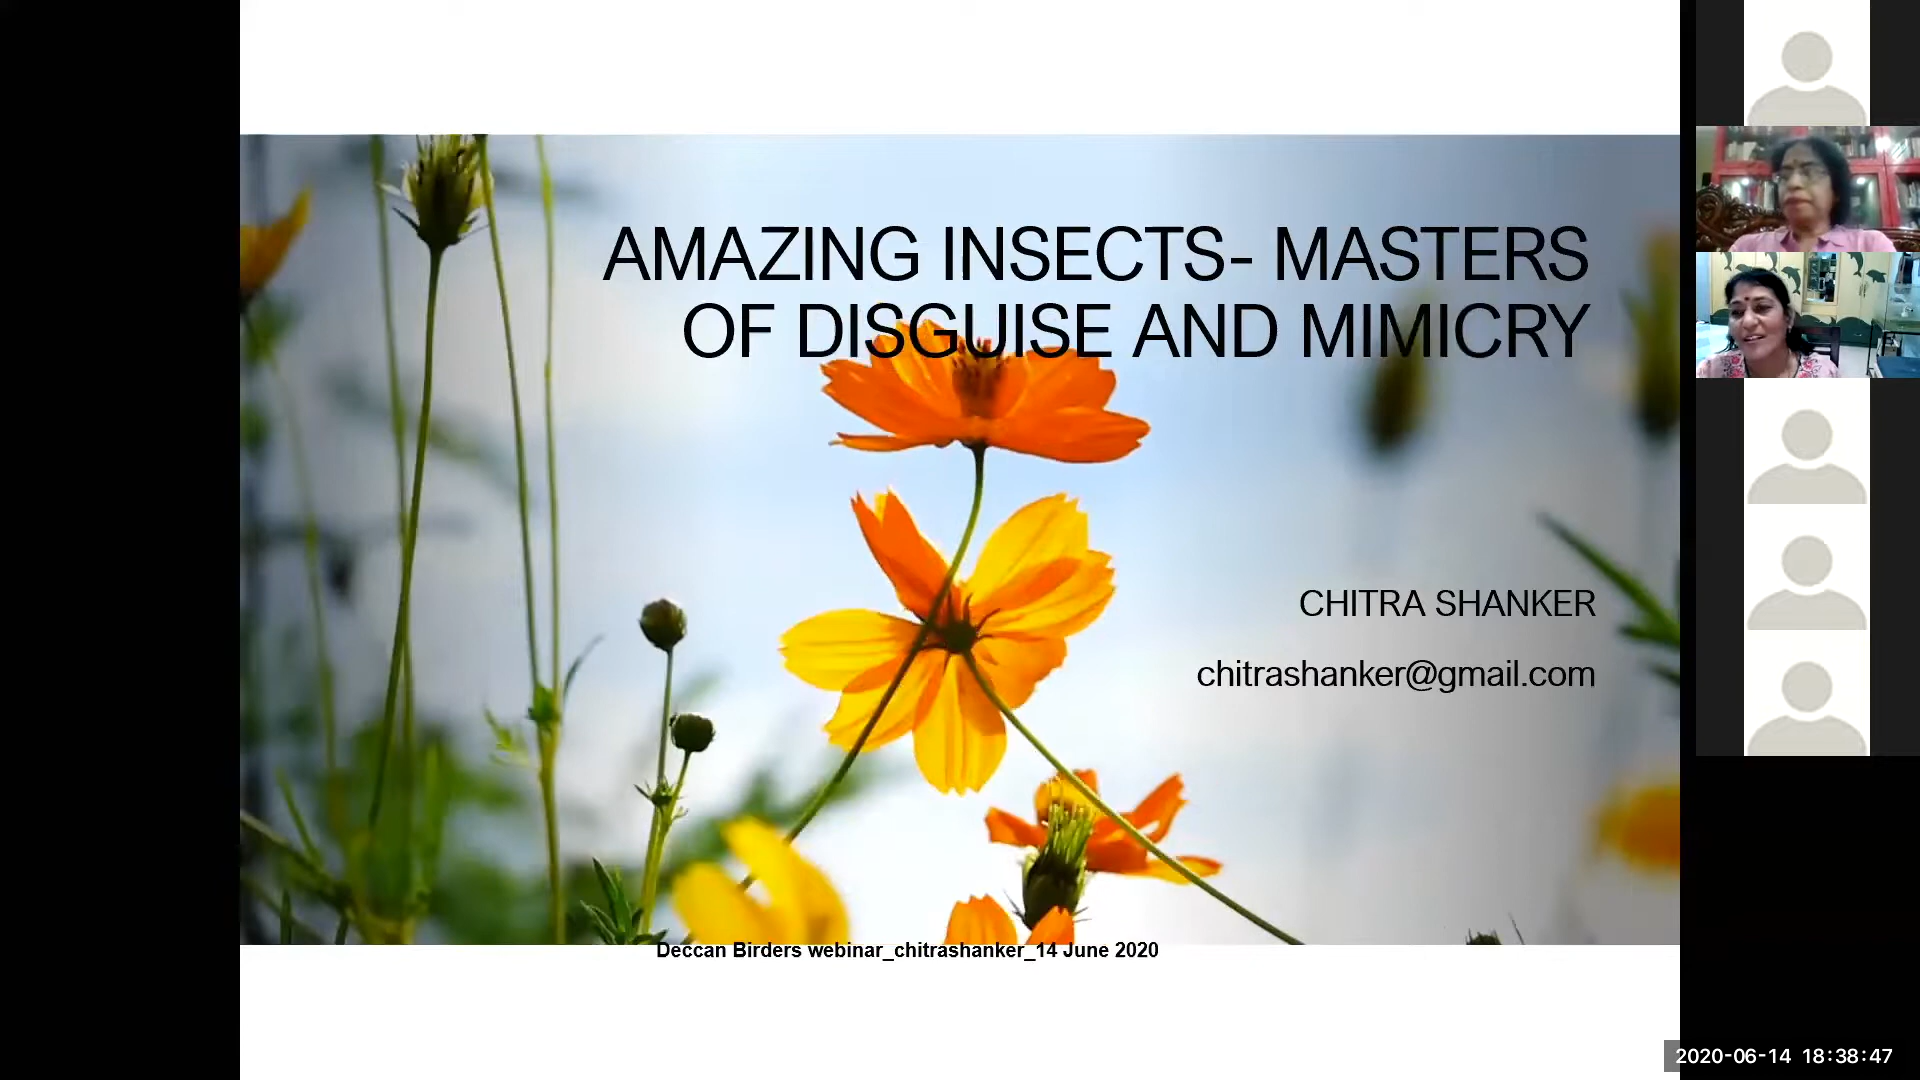 AMAZING INSECTS- MASTERS
OF DISGUISE AND MIMICRY
CHITRA SHANKER
chitrashanker@gmail.com
Deccan Birders webinar_chitrashanker_14 June 2020
2020-06-14 18:38:47